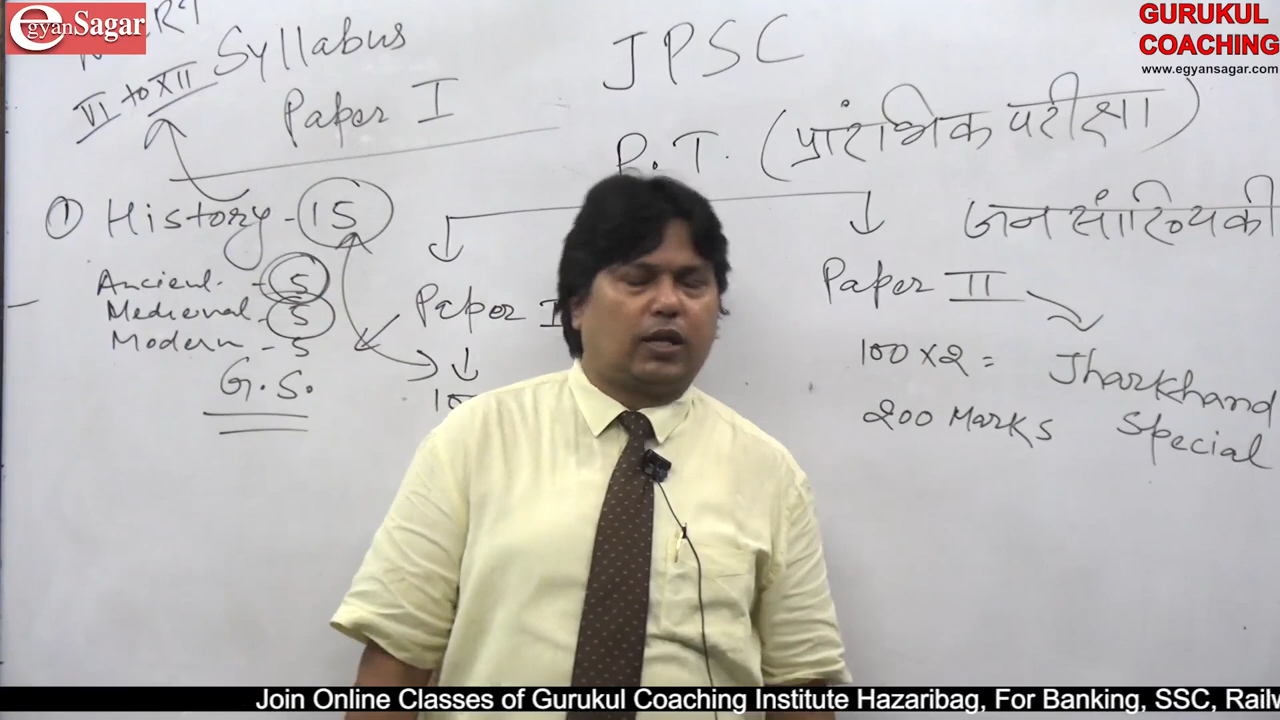 egyanSagar
GURUKUL
COACHING
www.egyansagar.com
VI to XII
Syllabus
Paper I
JPSC
P.T. (प्रारंभिक परीक्षा)
① History - 15
Ancient - 5
Medieval - 5
Modern - 5
G.S.
Paper I
Paper II
100 x 2 =
200 Marks
Jharkhand
Special
जन सांख्यिकी
Join Online Classes of Gurukul Coaching Institute Hazaribag, For Banking, SSC,